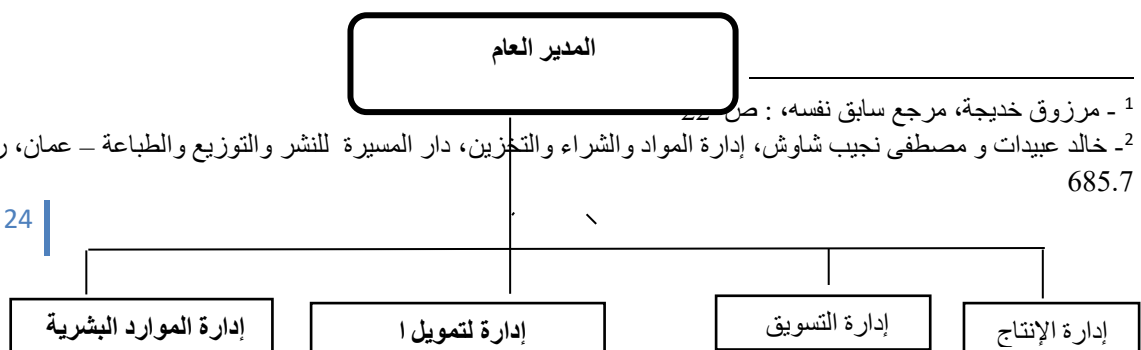 المدير العام
1 - مرزوق خديجة، مرجع سابق نفسه، : ص 22
2- خالد عبيدات و مصطفى نجيب شاوش، إدارة المواد والشراء والتخزين، دار المسيرة للنشر والتوزيع والطباعة – عمان،
685.7
24
إدارة الإنتاج
إدارة التسويق
إدارة لتمويل ا
إدارة الموارد البشرية